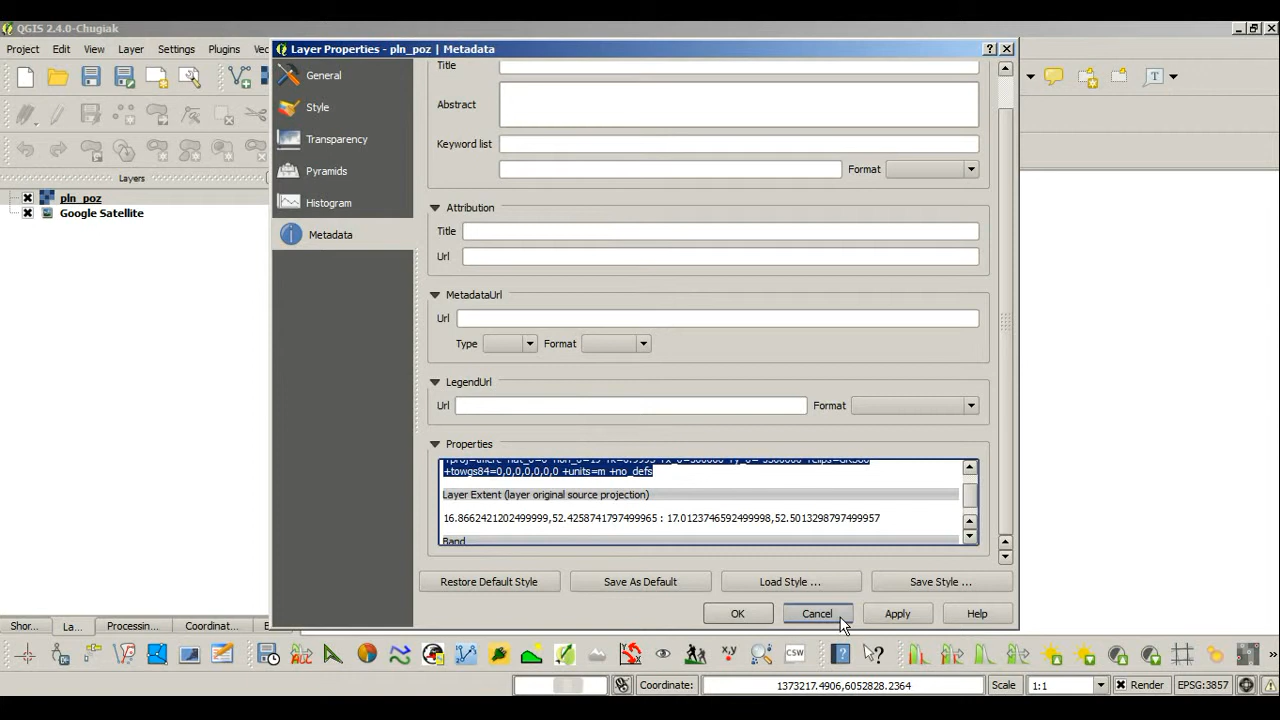 QGIS 2.4.0-Chugiak
Project Edit View Layer Settings Plugins
Layer Properties - pln_poz | Metadata
General
Style
Transparency
Pyramids
Histogram
Metadata
Title
Abstract
Keyword list
Format
Attribution
Title
Url
MetadataUrl
Url
Type Format
LegendUrl
Url Format
Properties
+towgs84=0,0,0,0,0,0,0 +units=m +no_defs
Layer Extent (layer original source projection)
16.8662421202499999,52.4258741797499965 : 17.0123746592499998,52.5013298797499957
Band
Restore Default Style Save As Default Load Style ... Save Style ...
OK Cancel Apply Help
Layers
pln_poz
Google Satellite
Shor... La... Processin... Coordinat...
x,y CSW
Coordinate: 1373217.4906,6052828.2364 Scale 1:1 Render EPSG:3857